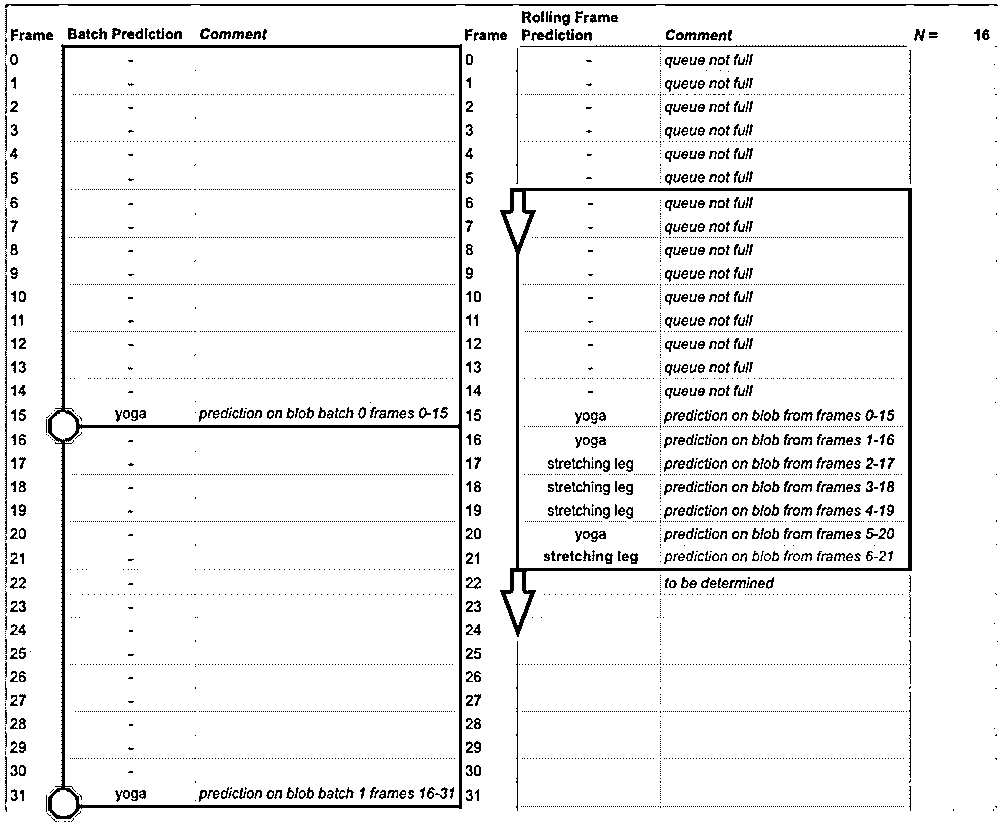 Rolling Frame
Frame Batch Prediction Comment Frame Prediction Comment N = 16
0 - 0 - queue not full
1 - 1 - queue not full
2 - 2 - queue not full
3 - 3 - queue not full
4 - 4 - queue not full
5 - 5 - queue not full
6 - 6 - queue not full
7 - 7 - queue not full
8 - 8 - queue not full
9 - 9 - queue not full
10 - 10 - queue not full
11 - 11 - queue not full
12 - 12 - queue not full
13 - 13 - queue not full
14 - 14 - queue not full
15 yoga prediction on blob batch 0 frames 0-15 15 yoga prediction on blob from frames 0-15
16 - 16 yoga prediction on blob from frames 1-16
17 - 17 stretching leg prediction on blob from frames 2-17
18 - 18 stretching leg prediction on blob from frames 3-18
19 - 19 stretching leg prediction on blob from frames 4-19
20 - 20 yoga prediction on blob from frames 5-20
21 - 21 stretching leg prediction on blob from frames 6-21
22 - 22 to be determined
23 - 23
24 - 24
25 - 25
26 - 26
27 - 27
28 - 28
29 - 29
30 - 30
31 yoga prediction on blob batch 1 frames 16-31 31